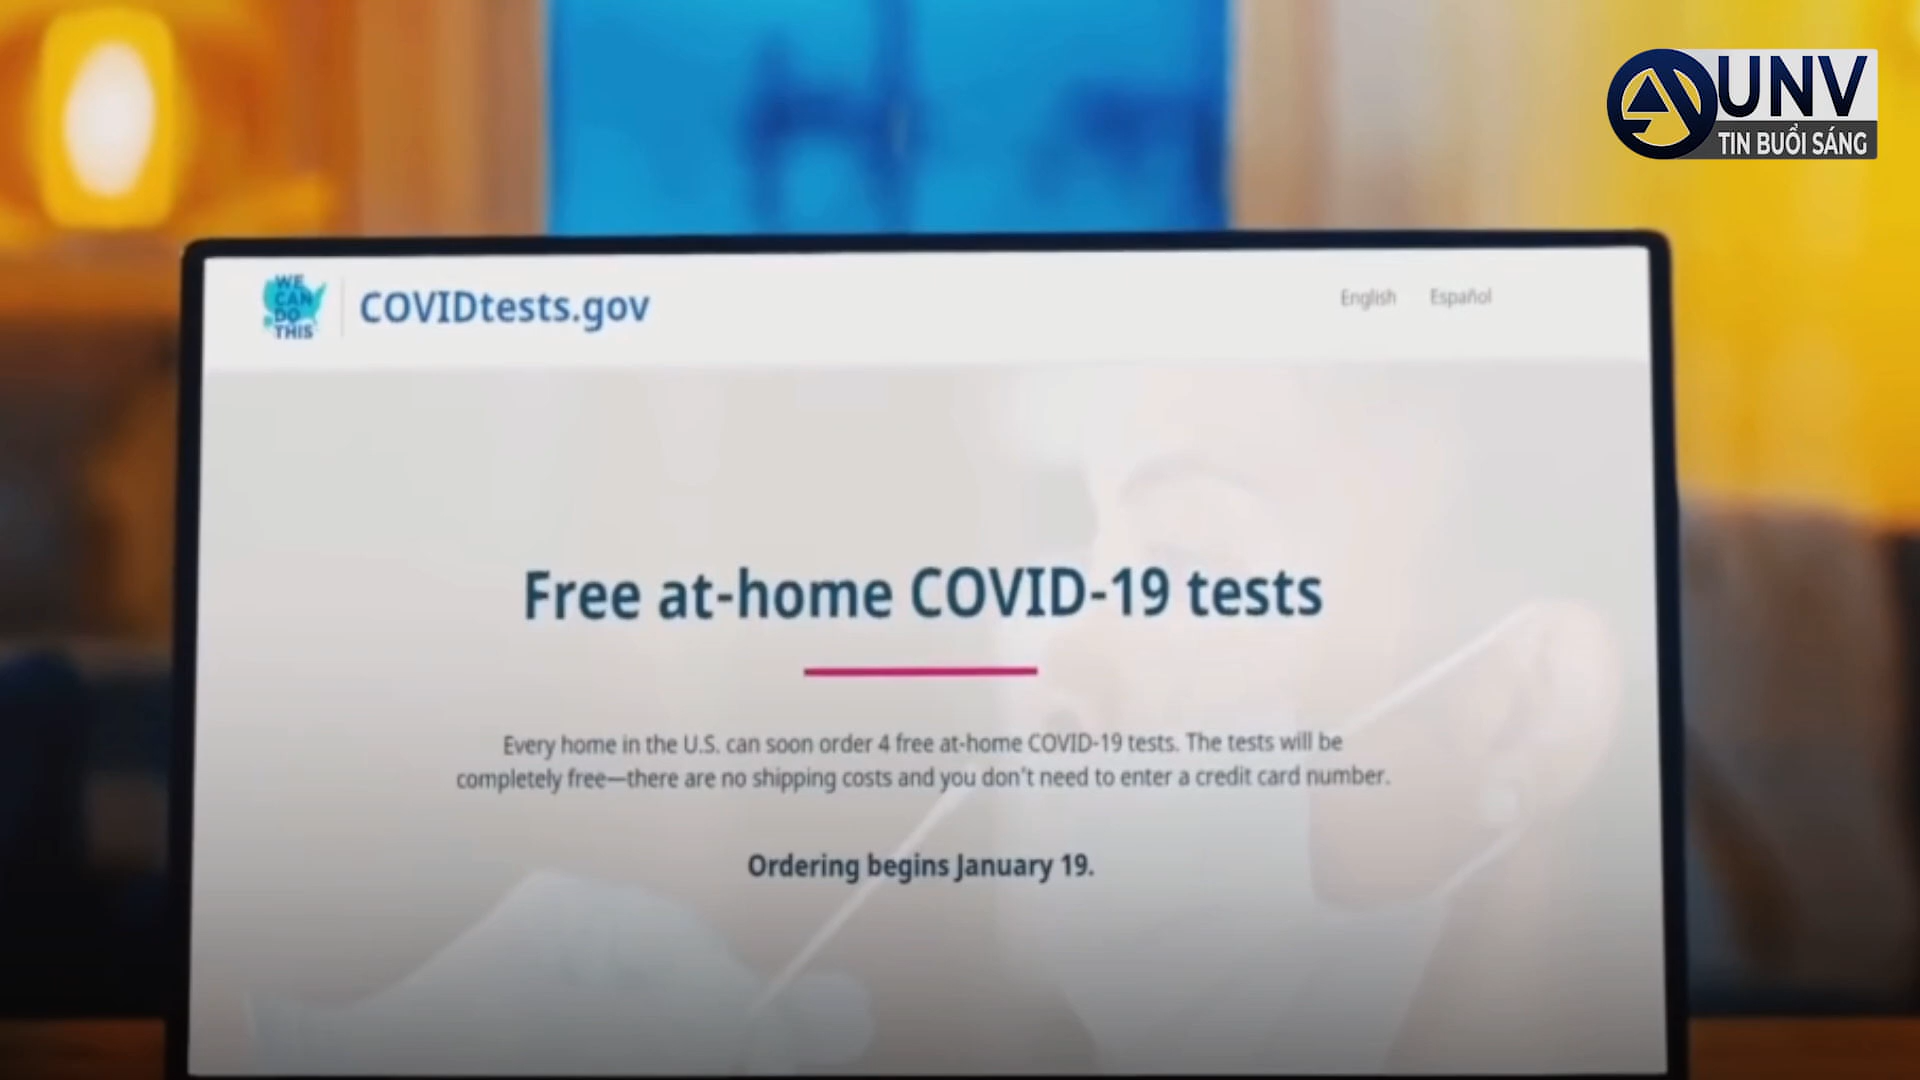 UNV
TIN BUỔI SÁNG
WE
CAN
DO
THIS
COVIDtests.gov
English Español
Free at-home COVID-19 tests
Every home in the U.S. can soon order 4 free at-home COVID-19 tests. The tests will be
completely free—there are no shipping costs and you don't need to enter a credit card number.
Ordering begins January 19.